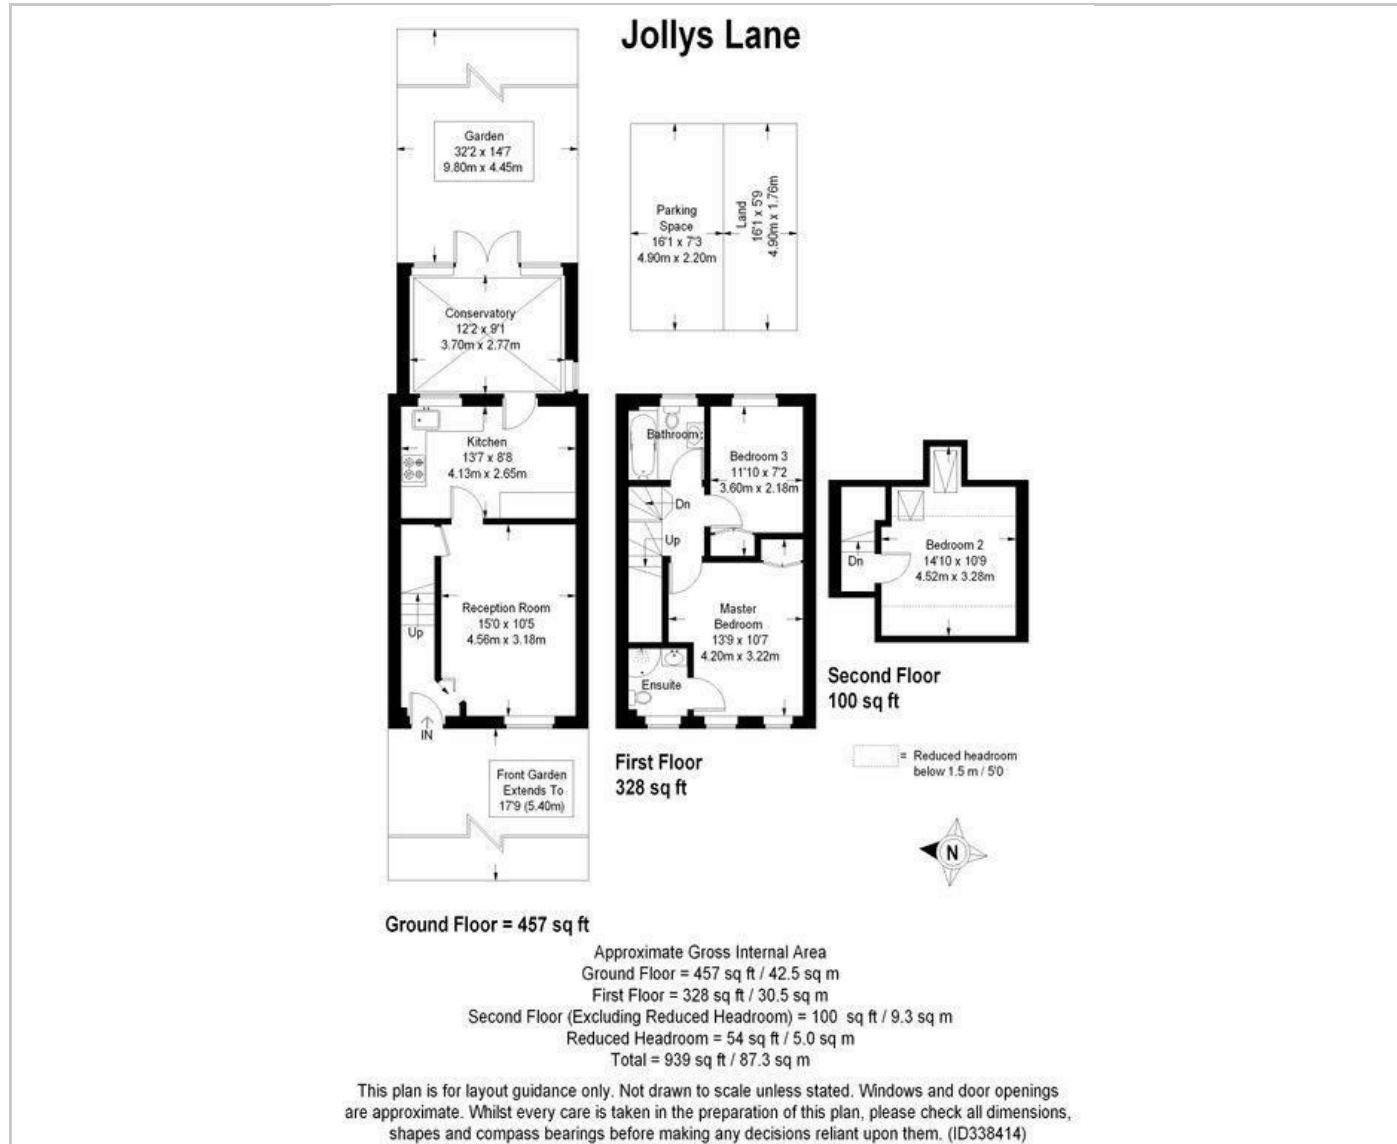 Jollys Lane
Garden
32'2 x 14'7
9.80m x 4.45m
Parking
Space
16'1 x 7'3
4.90m x 2.20m
Land
16'1 x 5'9
4.90m x 1.76m
Conservatory
12'2 x 9'1
3.70m x 2.77m
Kitchen
13'7 x 8'8
4.13m x 2.65m
Reception Room
15'0 x 10'5
4.56m x 3.18m
Up
IN
Front Garden
Extends To
17'9 (5.40m)
Ground Floor = 457 sq ft
Bathroom
Bedroom 3
11'10 x 7'2
3.60m x 2.18m
Dn
Up
Master
Bedroom
13'9 x 10'7
4.20m x 3.22m
Ensuite
First Floor
328 sq ft
Bedroom 2
14'10 x 10'9
4.52m x 3.28m
Dn
Second Floor
100 sq ft
= Reduced headroom
below 1.5 m / 5'0
N
Approximate Gross Internal Area
Ground Floor = 457 sq ft / 42.5 sq m
First Floor = 328 sq ft / 30.5 sq m
Second Floor (Excluding Reduced Headroom) = 100 sq ft / 9.3 sq m
Reduced Headroom = 54 sq ft / 5.0 sq m
Total = 939 sq ft / 87.3 sq m
This plan is for layout guidance only. Not drawn to scale unless stated. Windows and door openings
are approximate. Whilst every care is taken in the preparation of this plan, please check all dimensions,
shapes and compass bearings before making any decisions reliant upon them. (ID338414)